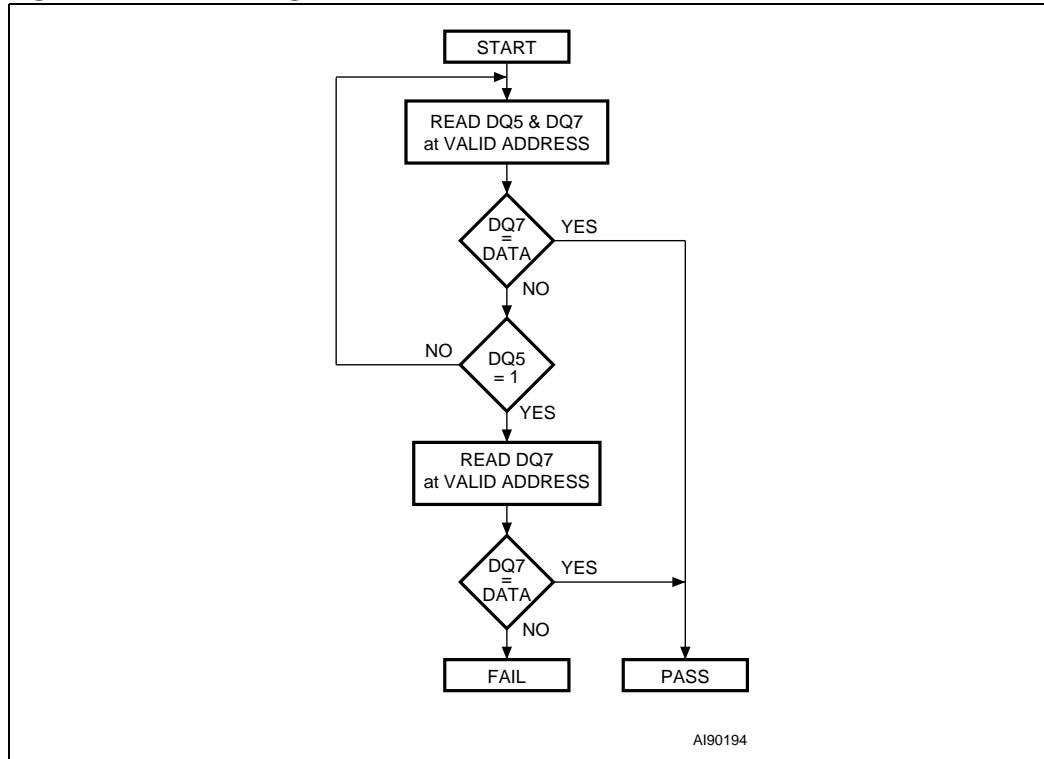 START
READ DQ5 & DQ7
at VALID ADDRESS
DQ7
=
DATA
YES
NO
DQ5
= 1
NO
YES
READ DQ7
at VALID ADDRESS
DQ7
=
DATA
YES
NO
FAIL
PASS
AI90194